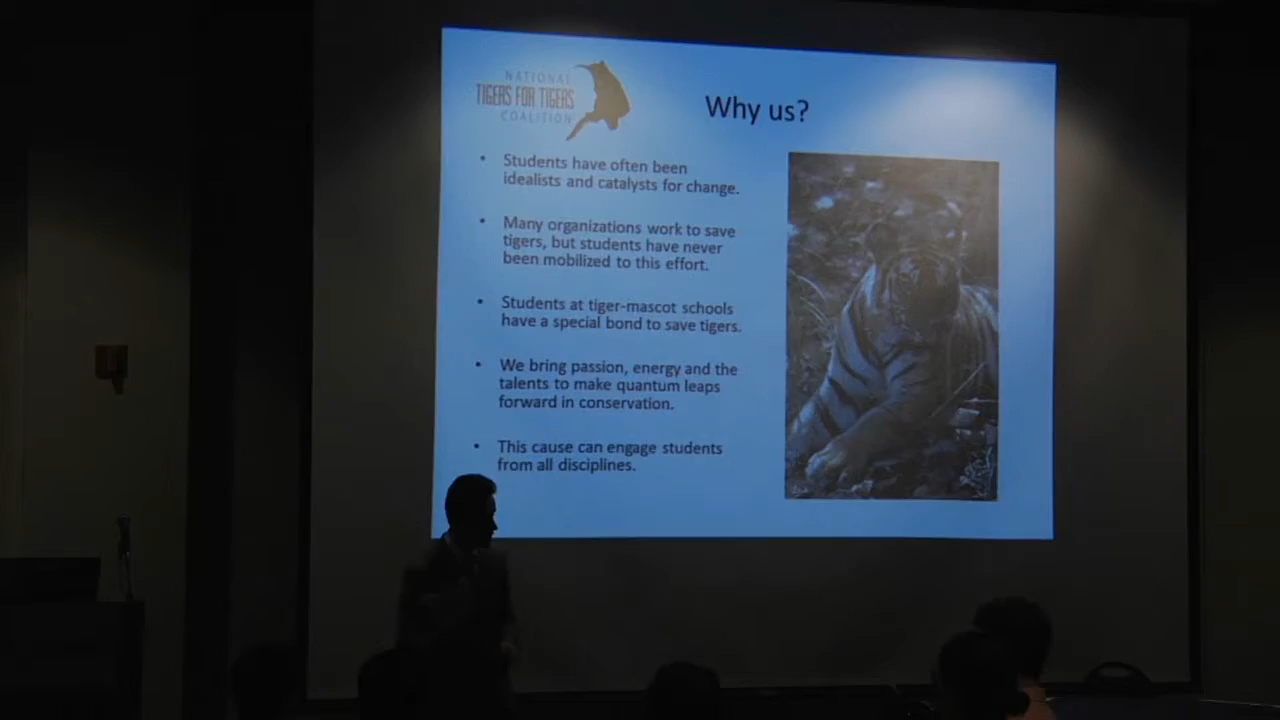 NATIONAL
TIGERS FOR TIGERS
COALITION
Why us?
• Students have often been
idealists and catalysts for change.
• Many organizations work to save
tigers, but students have never
been mobilized to this effort.
• Students at tiger-mascot schools
have a special bond to save tigers.
• We bring passion, energy and the
talents to make quantum leaps
forward in conservation.
• This cause can engage students
from all disciplines.